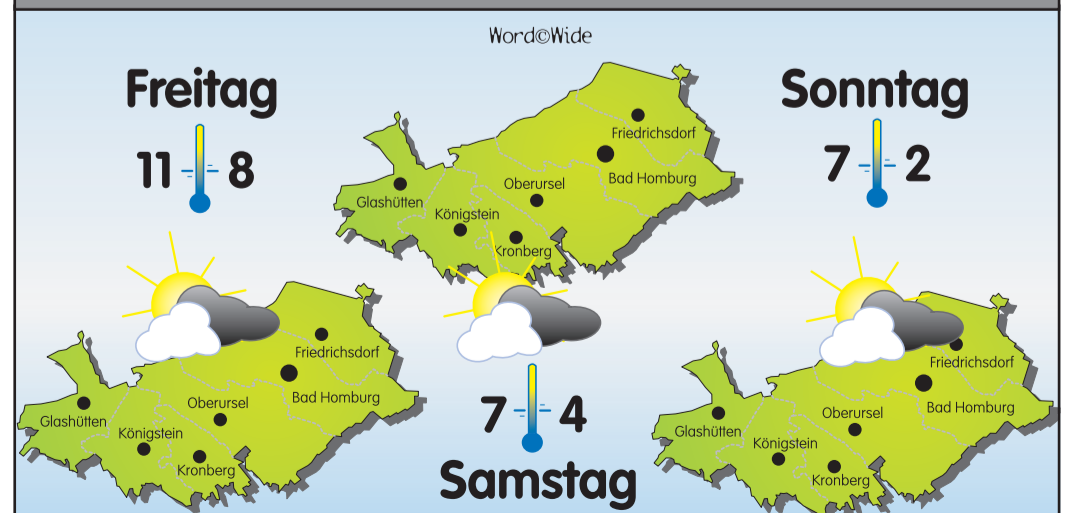 Word©Wide
Freitag
11 8
Sonntag
7 2
Friedrichsdorf
Bad Homburg
Oberursel
Glashütten
Königstein
Kronberg
Friedrichsdorf
Bad Homburg
Oberursel
Glashütten
Königstein
Kronberg
7 4
Samstag
Friedrichsdorf
Bad Homburg
Oberursel
Glashütten
Königstein
Kronberg